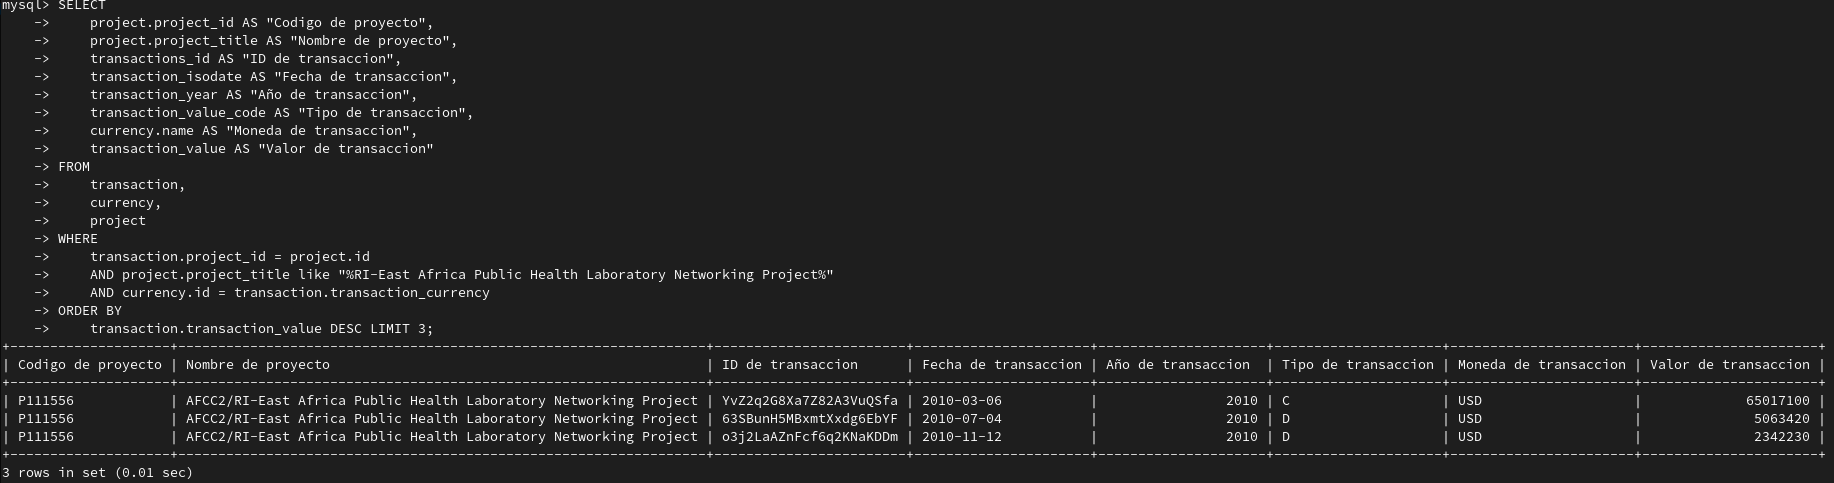 mysql> SELECT
    ->     project.project_id AS "Codigo de proyecto",
    ->     project.project_title AS "Nombre de proyecto",
    ->     transactions_id AS "ID de transaccion",
    ->     transaction_isodate AS "Fecha de transaccion",
    ->     transaction_year AS "Año de transaccion",
    ->     transaction_value_code AS "Tipo de transaccion",
    ->     currency.name AS "Moneda de transaccion",
    ->     transaction_value AS "Valor de transaccion"
    -> FROM
    ->     transaction,
    ->     currency,
    ->     project
    -> WHERE
    ->     transaction.project_id = project.id
    ->     AND project.project_title like "%RI-East Africa Public Health Laboratory Networking Project%"
    ->     AND currency.id = transaction.transaction_currency
    -> ORDER BY
    ->     transaction.transaction_value DESC LIMIT 3;
| Codigo de proyecto | Nombre de proyecto | ID de transaccion | Fecha de transaccion | Año de transaccion | Tipo de transaccion | Moneda de transaccion | Valor de transaccion |
| P111556 | AFCC2/RI-East Africa Public Health Laboratory Networking Project | YvZ2q2G8Xa7Z82A3VuQSfa | 2010-03-06 | 2010 | C | USD | 65017100 |
| P111556 | AFCC2/RI-East Africa Public Health Laboratory Networking Project | 63SBunH5MBxmtXxdg6EbYF | 2010-07-04 | 2010 | D | USD | 5063420 |
| P111556 | AFCC2/RI-East Africa Public Health Laboratory Networking Project | o3j2LaAZnFcf6q2KNaKDDm | 2010-11-12 | 2010 | D | USD | 2342230 |
3 rows in set (0.01 sec)